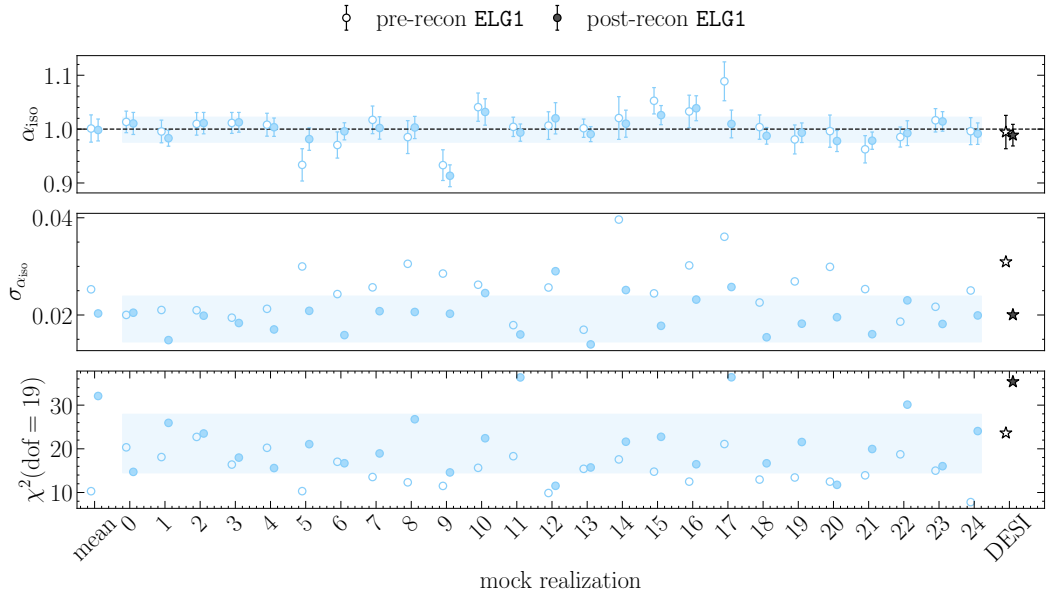 pre-recon ELG1 post-recon ELG1
α_iso
1.1
1.0
0.9
σ_α_iso
0.04
0.02
χ²(dof = 19)
30
20
10
mean 0 1 2 3 4 5 6 7 8 9 10 11 12 13 14 15 16 17 18 19 20 21 22 23 24 DESI
mock realization